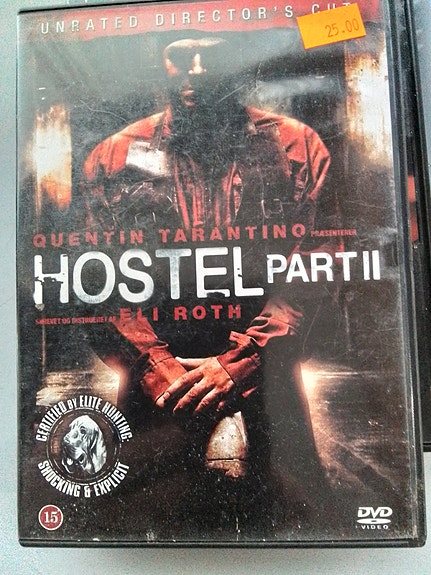 UNRATED DIRECTOR'S CUT
25.00
QUENTIN TARANTINO PRÆSENTERER
HOSTEL PART II
SKREVET OG INSTRUERET AF ELI ROTH
CERTIFIED BY ELITE HUNTING:
SHOCKING & EXPLICIT
15
DVD
VIDEO